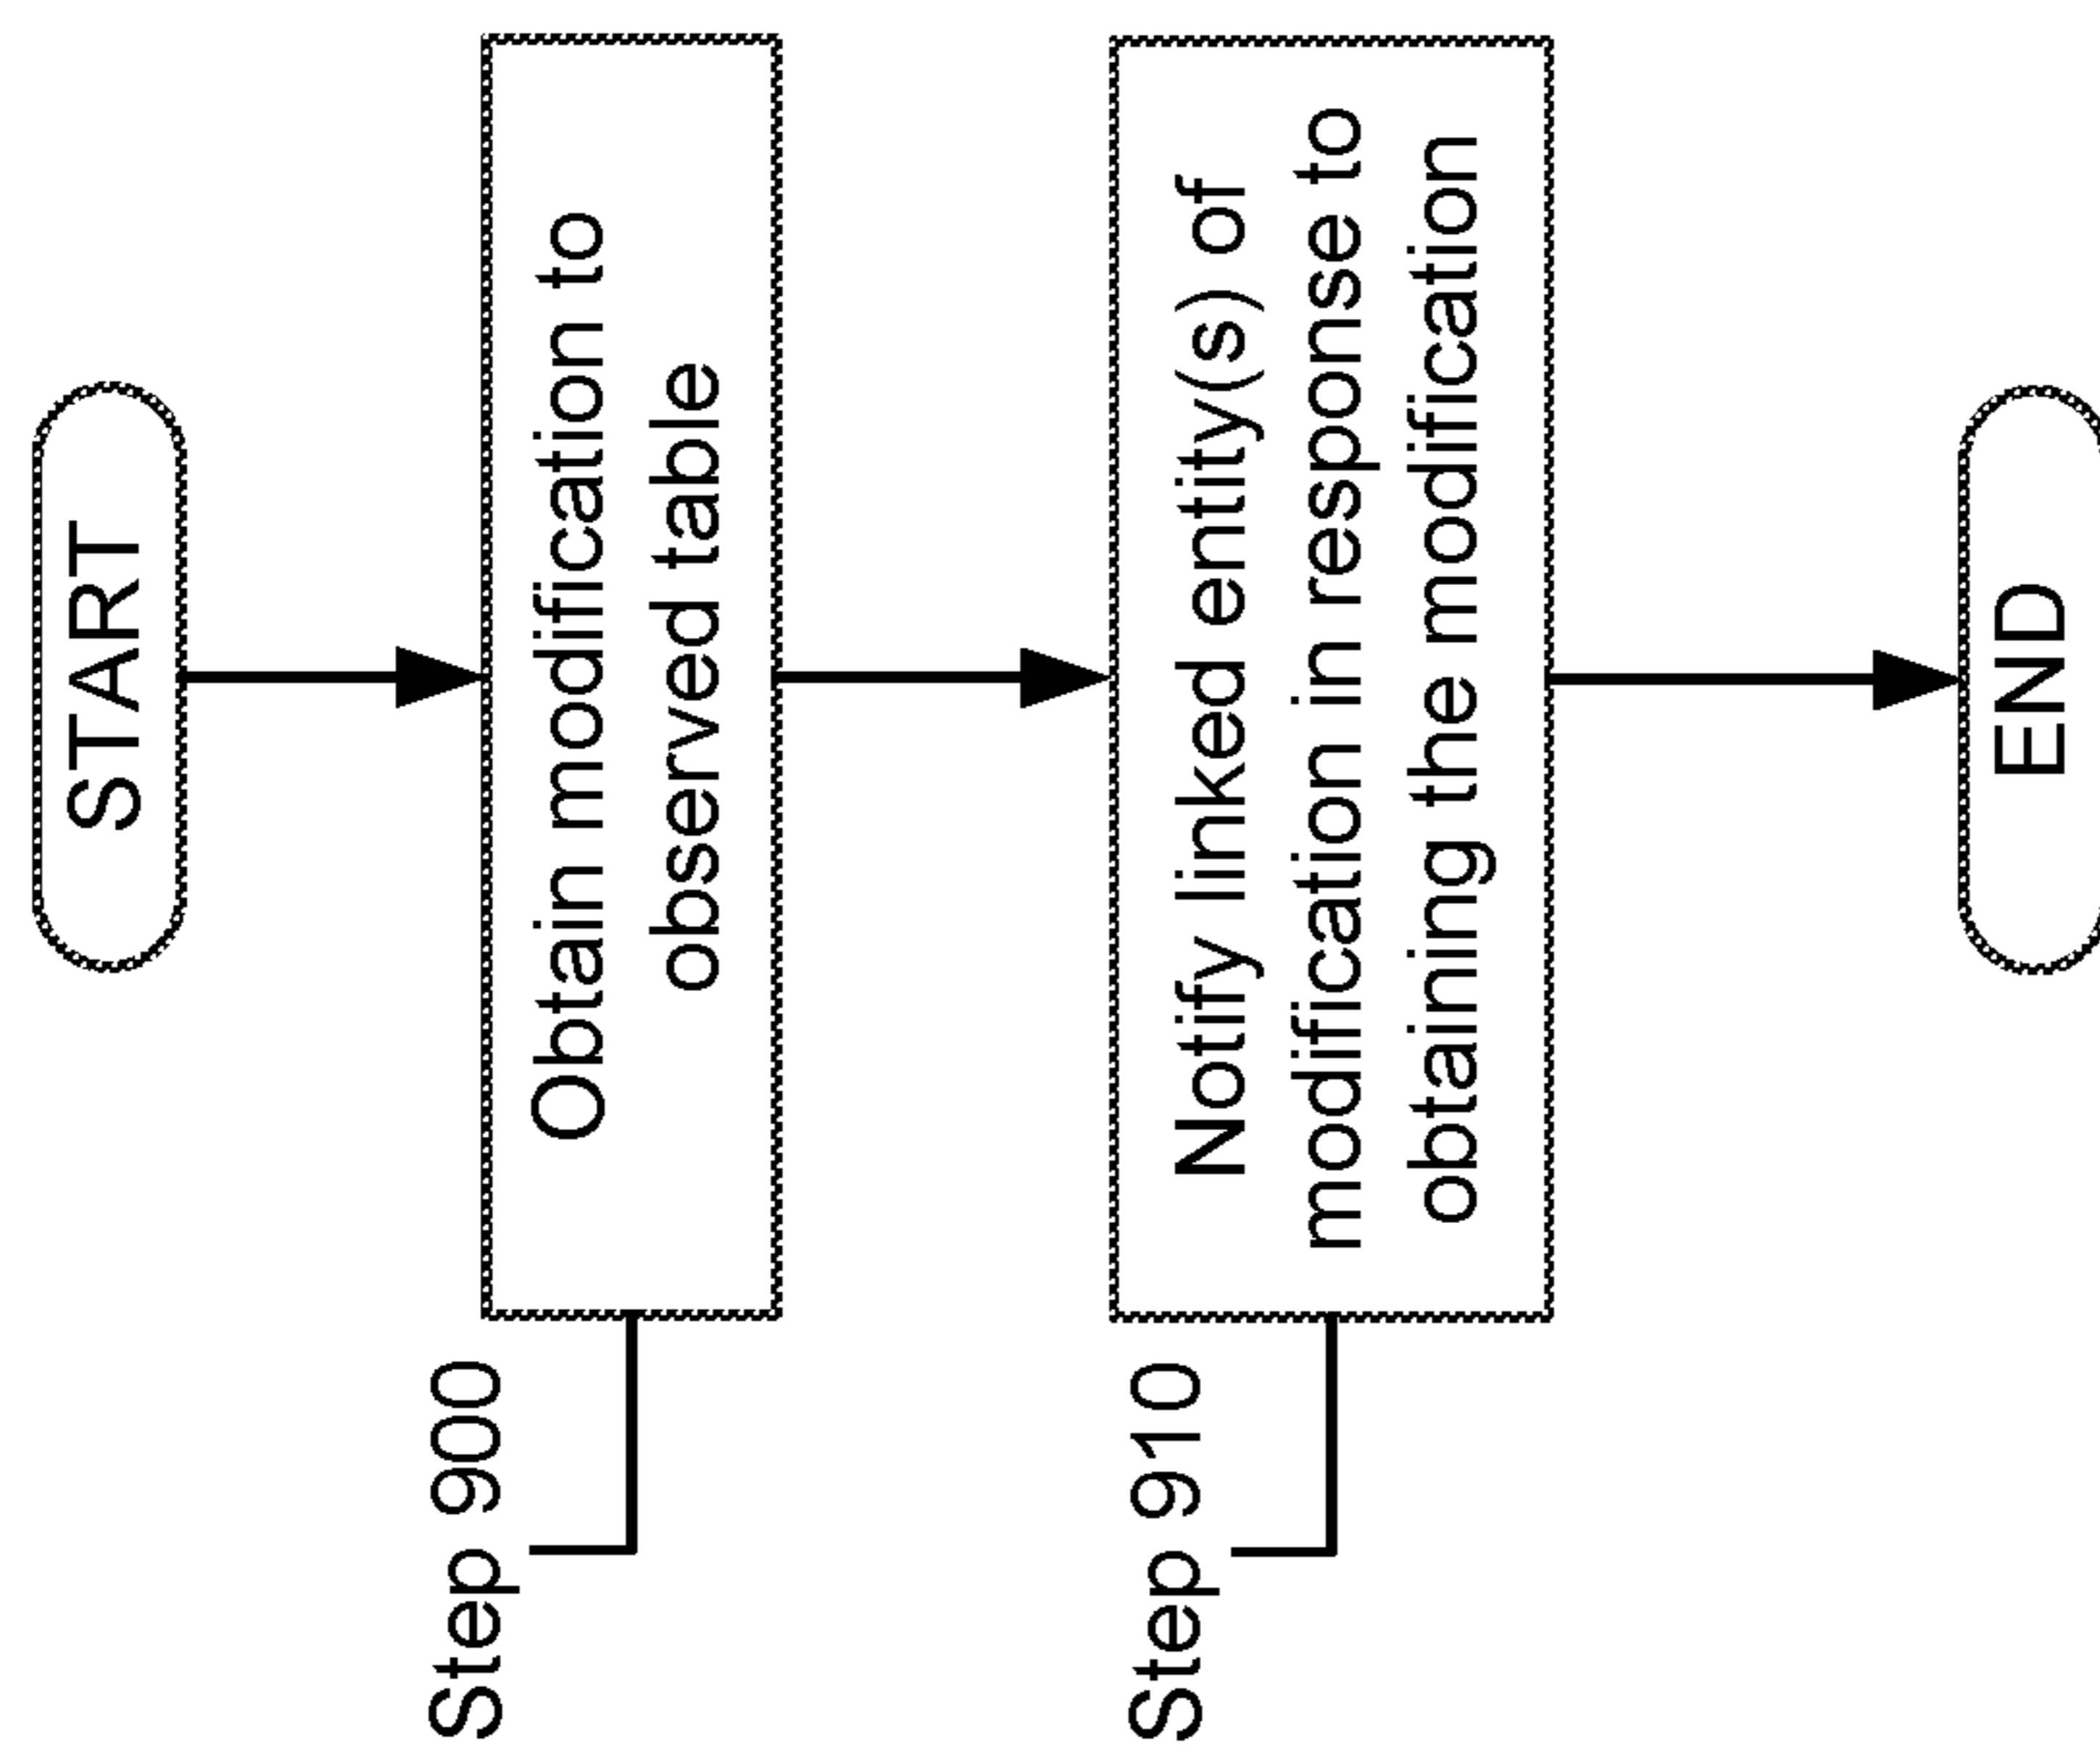 START
Step 900
Obtain modification to
observed table
Step 910
Notify linked entity(s) of
modification in response to
obtaining the modification
END